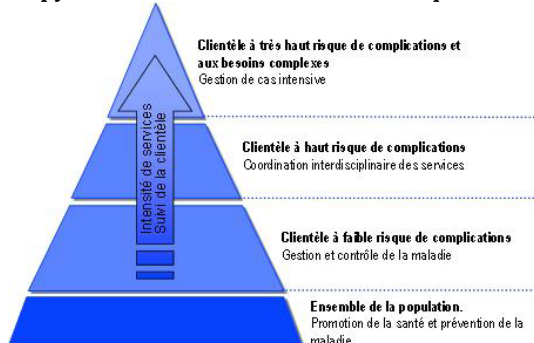 Clientèle à très haut risque de complications et
aux besoins complexes
Gestion de cas intensive
Intensité de services
Suivi de la clientèle
Clientèle à haut risque de complications
Coordination interdisciplinaire des services
Clientèle à faible risque de complications
Gestion et contrôle de la maladie
Ensemble de la population.
Promotion de la santé et prévention de la
maladie